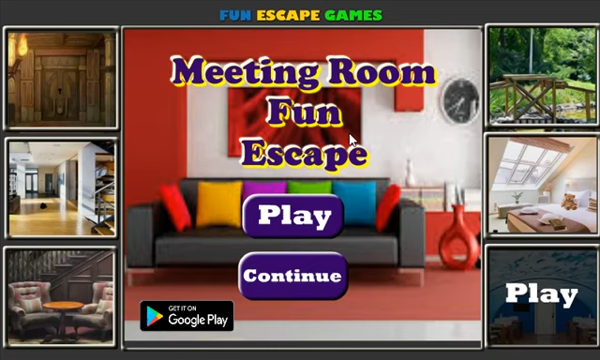 FUN ESCAPE GAMES
Meeting Room
Fun
Escape
Play
Continue
GET IT ON
Google Play
Play